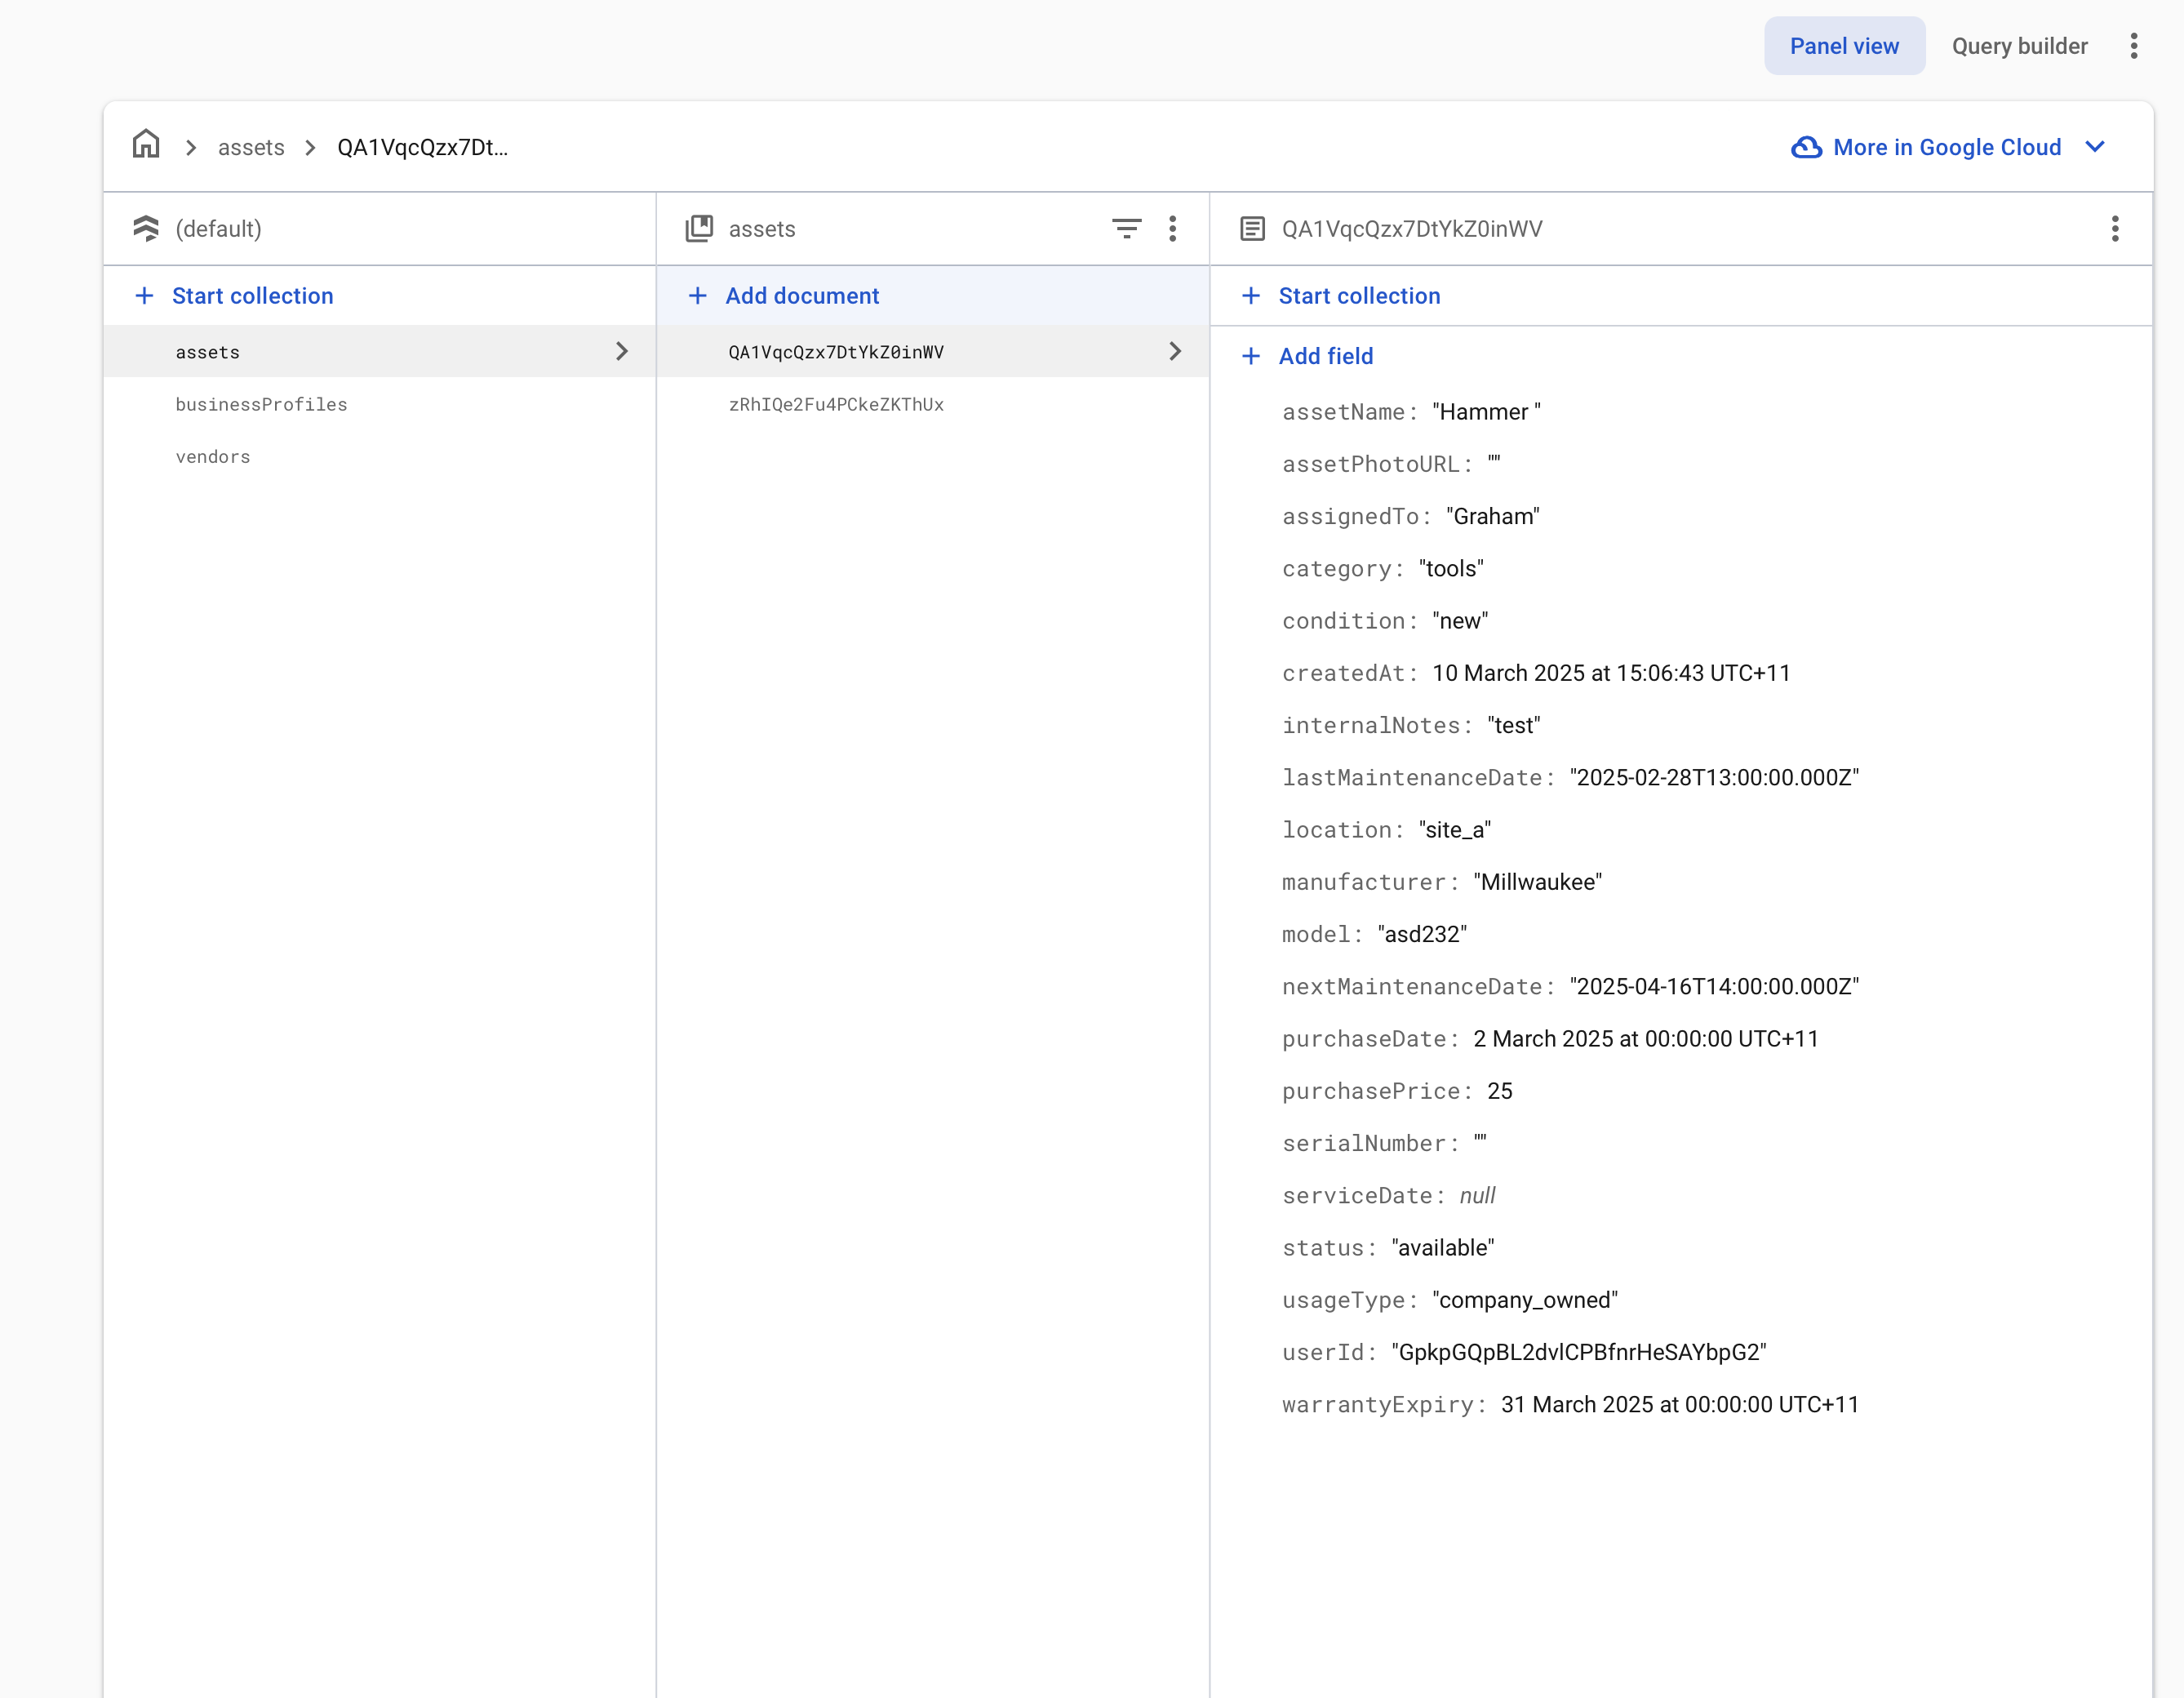 Panel view
Query builder
assets
QA1VqcQzx7Dt...
More in Google Cloud
(default)
assets
QA1VqcQzx7DtYkZ0inWV
Start collection
Add document
Start collection
assets
QA1VqcQzx7DtYkZ0inWV
Add field
businessProfiles
zRhIQe2Fu4PCkeZKThUx
vendors
assetName: "Hammer "
assetPhotoURL: ""
assignedTo: "Graham"
category: "tools"
condition: "new"
createdAt: 10 March 2025 at 15:06:43 UTC+11
internalNotes: "test"
lastMaintenanceDate: "2025-02-28T13:00:00.000Z"
location: "site_a"
manufacturer: "Millwaukee"
model: "asd232"
nextMaintenanceDate: "2025-04-16T14:00:00.000Z"
purchaseDate: 2 March 2025 at 00:00:00 UTC+11
purchasePrice: 25
serialNumber: ""
serviceDate: null
status: "available"
usageType: "company_owned"
userId: "GpkpGQpBL2dvlCPBfnrHeSAYbpG2"
warrantyExpiry: 31 March 2025 at 00:00:00 UTC+11